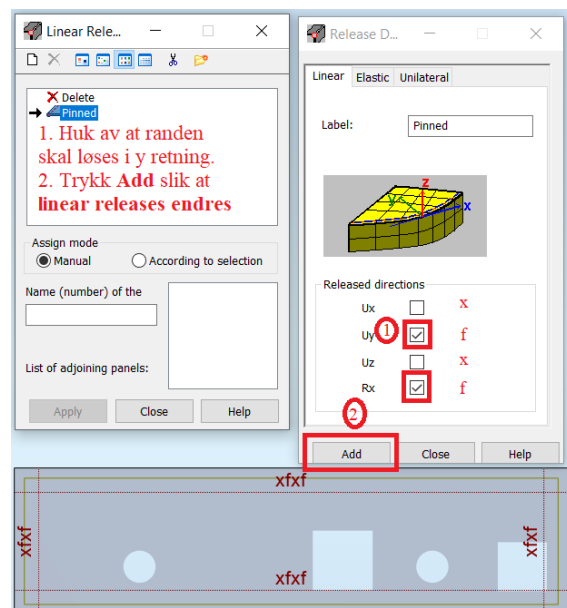 Linear Rele...
Delete
Pinned
1. Huk av at randen
skal løses i y retning.
2. Trykk Add slik at
linear releases endres
Assign mode
Manual
According to selection
Name (number) of the
List of adjoining panels:
Apply
Close
Help
Release D...
Linear
Elastic
Unilateral
Label:
Pinned
z
y
x
Released directions
Ux
x
Uy
1
f
Uz
x
Rx
f
2
Add
Close
Help
xfxf
xfxf
xfxf
xfxf